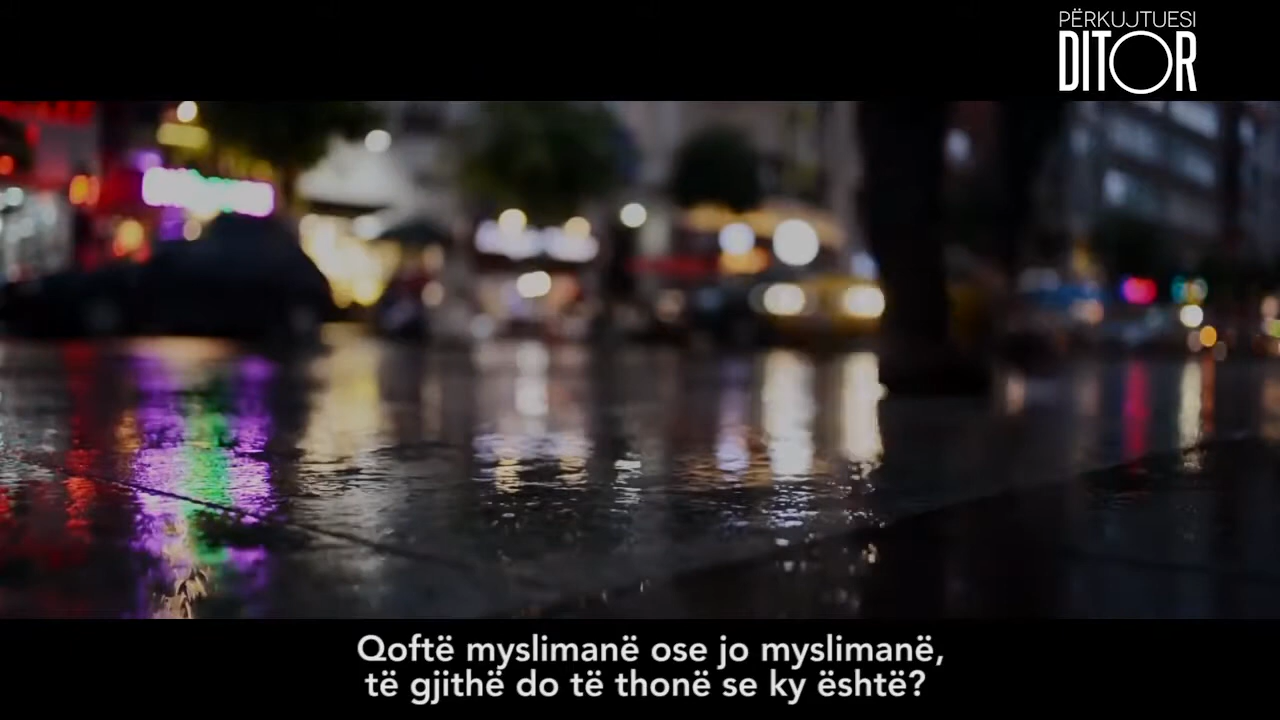 PËRKUJTUESI
DITOR
Qoftë myslimanë ose jo myslimanë,
të gjithë do të thonë se ky është?